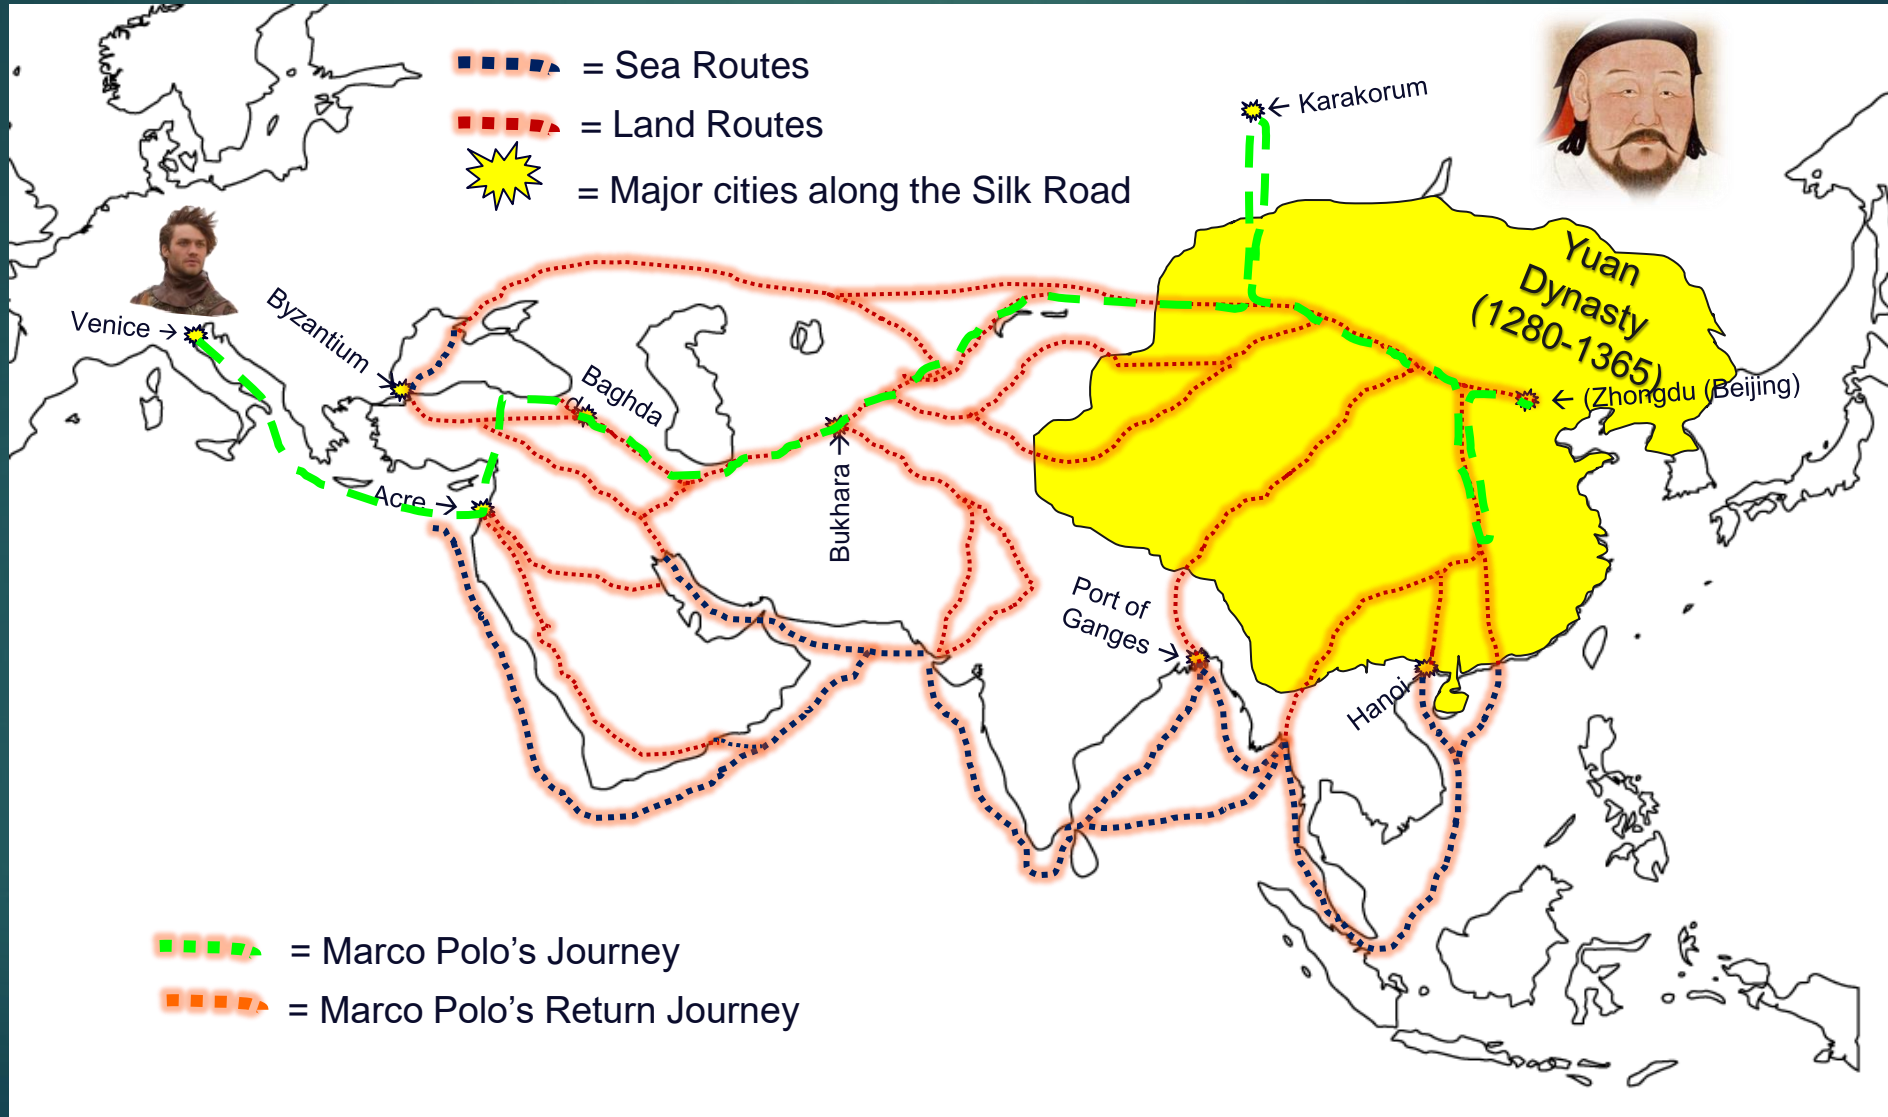 = Sea Routes
= Land Routes
= Major cities along the Silk Road
← Karakorum
Yuan
Dynasty
(1280-1365)
Venice →
Byzantium
Baghda
d
← (Zhongdu (Beijing)
Acre →
Bukhara →
Port of
Ganges →
Hanoi
= Marco Polo’s Journey
= Marco Polo’s Return Journey